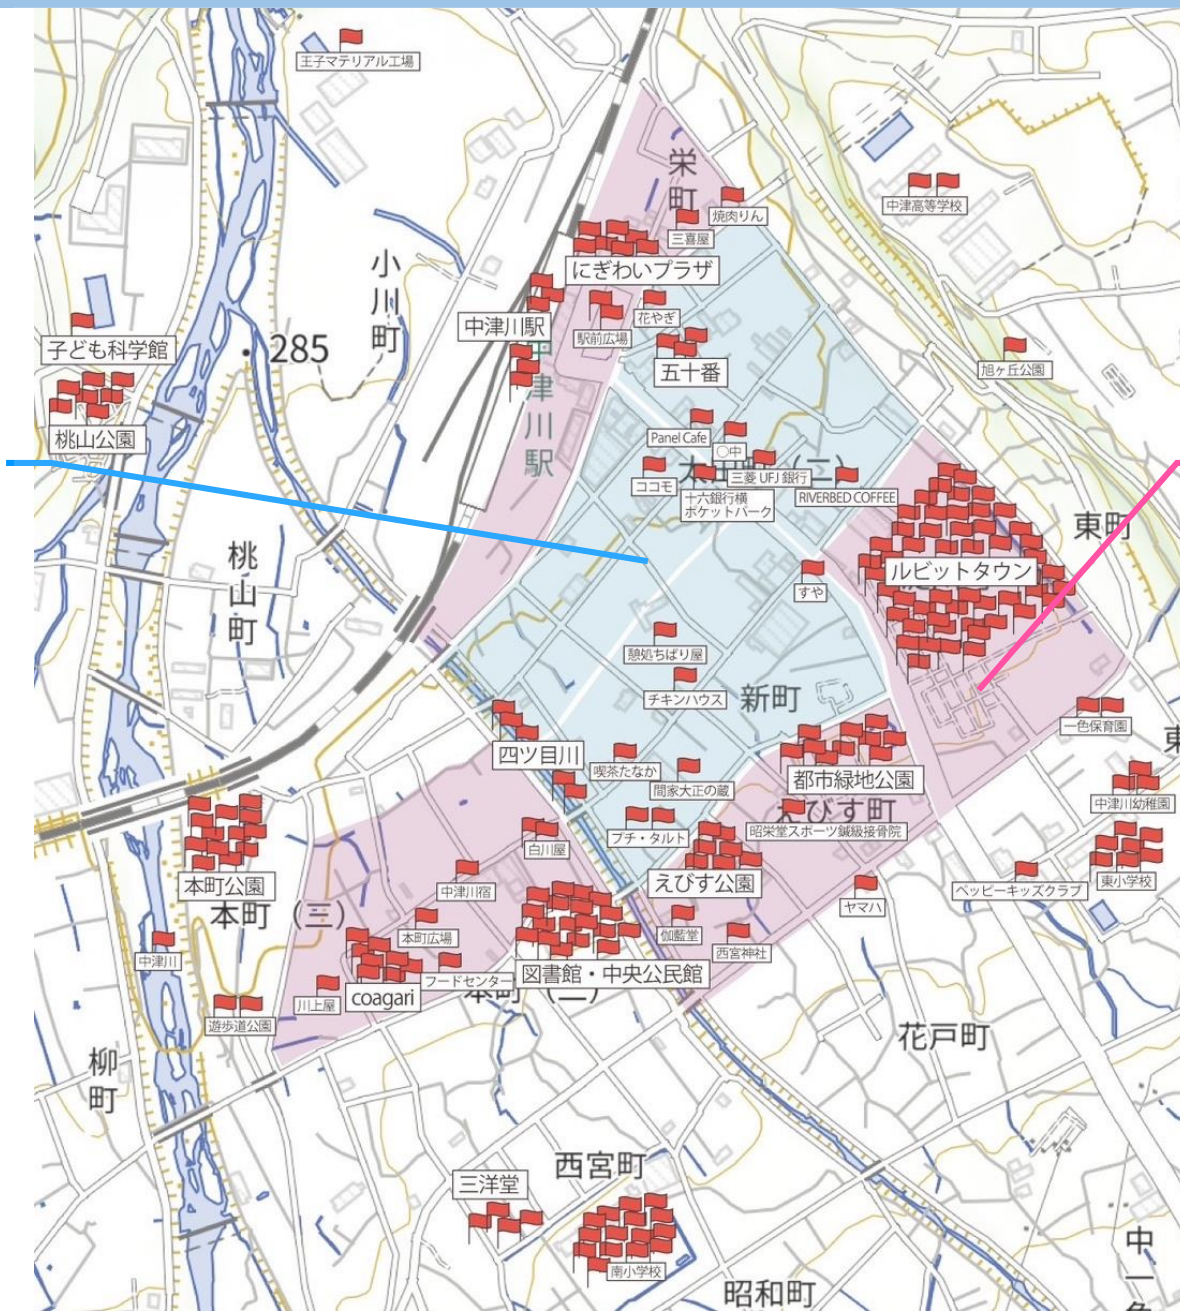 王子マテリアル工場
栄町
中津高等学校
焼肉りん
三喜屋
にぎわいプラザ
小川町
中津川駅
花やぎ
駅前広場
子ども科学館
285
五十番
旭ヶ丘公園
津川駅
桃山公園
Panel Cafe
〇中
三菱UFJ銀行
ココモ
十六銀行横
ポケットパーク
RIVERBED COFFEE
東町
桃山町
ルビットタウン
すや
憩処ちばり屋
チキンハウス
新町
一色保育園
東
四ツ目川
喫茶たなか
間家大正の蔵
都市緑地公園
えびす町
中津川幼稚園
プチ・タルト
昭栄堂スポーツ鍼級接骨院
白川屋
本町公園
中津川宿
えびす公園
ヤマハ
ペッピーキッズクラブ
東小学校
本町（三）
本町広場
伽藍堂
中津川
西宮神社
フードセンター
図書館・中央公民館
本町（二）
川上屋
coagari
遊歩道公園
花戸町
柳町
西宮町
三洋堂
南小学校
昭和町
中一色